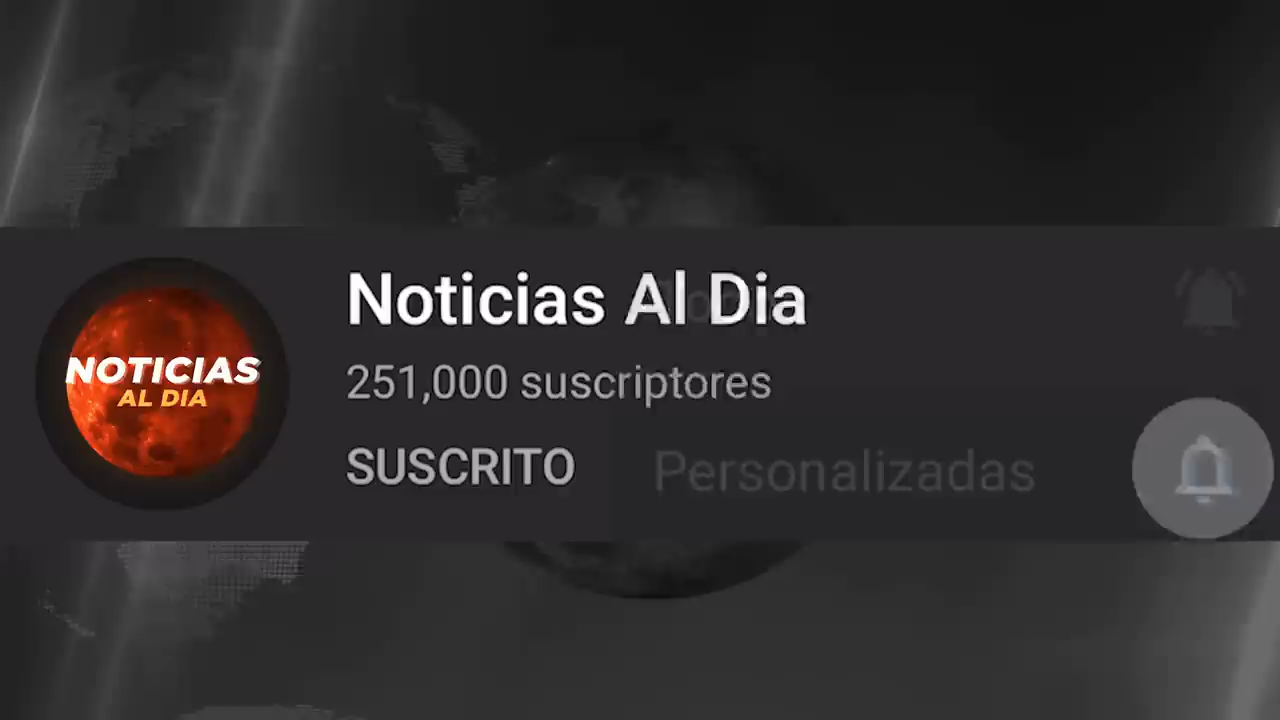 NOTICIAS
AL DIA
Noticias Al Dia
251,000 suscriptores
SUSCRITO
Personalizadas